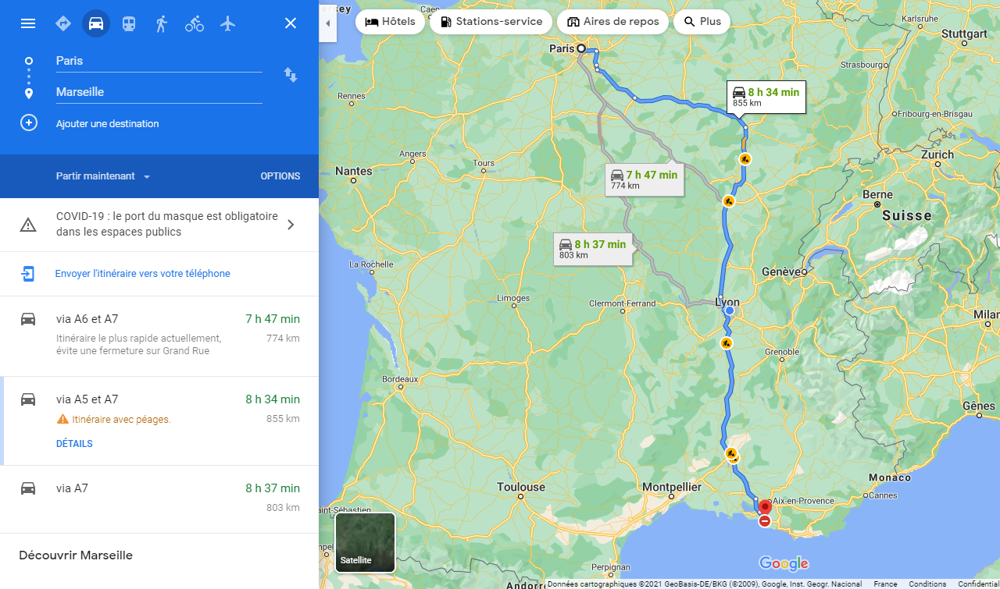 Paris
Marseille
Ajouter une destination
Partir maintenant
OPTIONS
COVID-19 : le port du masque est obligatoire
dans les espaces publics
Envoyer l'itinéraire vers votre téléphone
via A6 et A7
7 h 47 min
Itinéraire le plus rapide actuellement,
774 km
évite une fermeture sur Grand Rue
via A5 et A7
8 h 34 min
Itinéraire avec péages.
855 km
DÉTAILS
via A7
8 h 37 min
803 km
Découvrir Marseille
Hôtels
Stations-service
Aires de repos
Plus
ersey
Caen
Karlsruhe
Stuttgart
Paris
Strasbourg
8 h 34 min
855 km
Rennes
Fribourg-en-Brisgau
Angers
Tours
Zurich
Nantes
7 h 47 min
774 km
Berne
Suisse
8 h 37 min
803 km
La Rochelle
Genève
Limoges
Clermont-Ferrand
Lyon
Milan
Grenoble
Bordeaux
Gênes
Monaco
Toulouse
Montpellier
Cannes
Aix-en-Provence
aint-Sébastien
Satellite
Google
Perpignan
Andorre
Données cartographiques ©2021 GeoBasis-DE/BKG (©2009), Google, Inst. Geogr. Nacional
France
Conditions
Confidenti